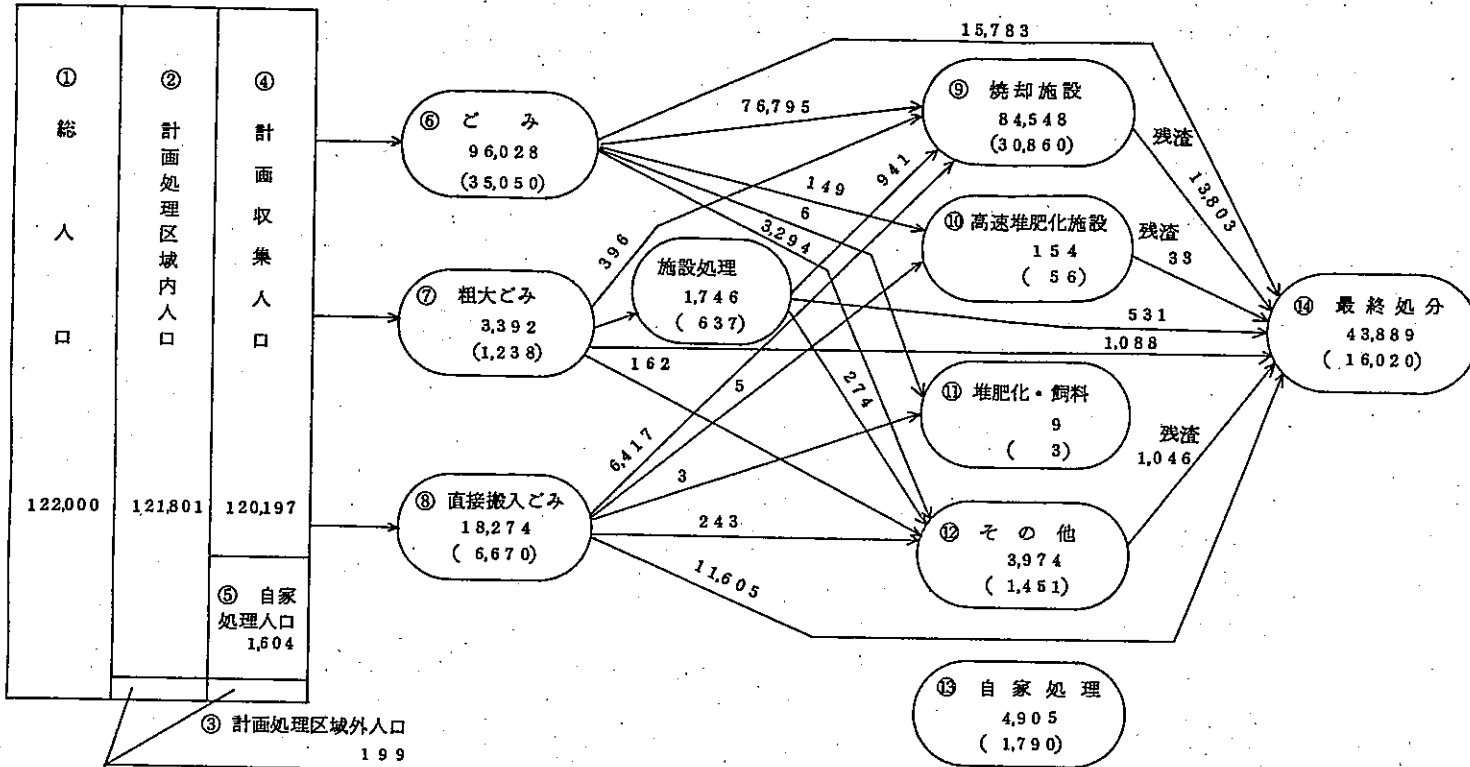 ① 総人口
122,000
② 計画処理区域内人口
121,801
④ 計画収集人口
120,197
⑤ 自家
処理人口
1,604
③ 計画処理区域外人口
199
⑥ ごみ
96,028
(35,050)
⑦ 粗大ごみ
3,392
(1,238)
⑧ 直接搬入ごみ
18,274
( 6,670)
15,783
76,795
149
6
3,294
396
施設処理
1,746
( 637)
162
941
531
1,088
274
6,417
5
3
243
11,605
⑨ 焼却施設
84,548
(30,860)
⑩ 高速堆肥化施設
154
( 56)
⑪ 堆肥化・飼料
9
( 3)
⑫ その他
3,974
( 1,451)
⑬ 自家処理
4,905
( 1,790)
残渣
13,803
残渣
33
残渣
1,046
⑭ 最終処分
43,889
( 16,020)